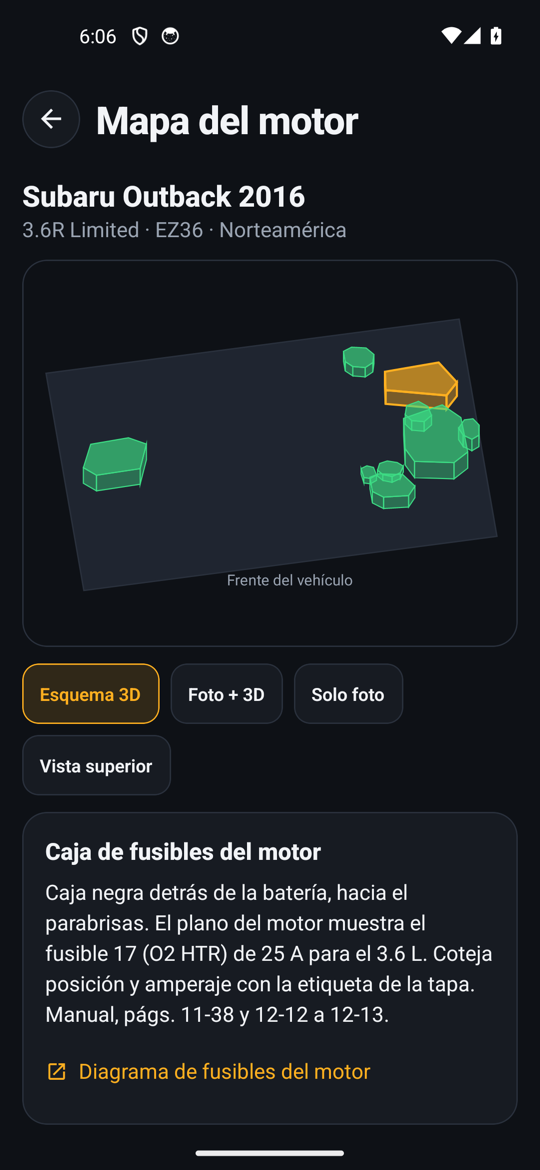 6:06
Mapa del motor
Subaru Outback 2016
3.6R Limited · EZ36 · Norteamérica
Frente del vehículo
Esquema 3D
Foto + 3D
Solo foto
Vista superior
Caja de fusibles del motor
Caja negra detrás de la batería, hacia el
parabrisas. El plano del motor muestra el
fusible 17 (O2 HTR) de 25 A para el 3.6 L. Coteja
posición y amperaje con la etiqueta de la tapa.
Manual, págs. 11-38 y 12-12 a 12-13.
Diagrama de fusibles del motor